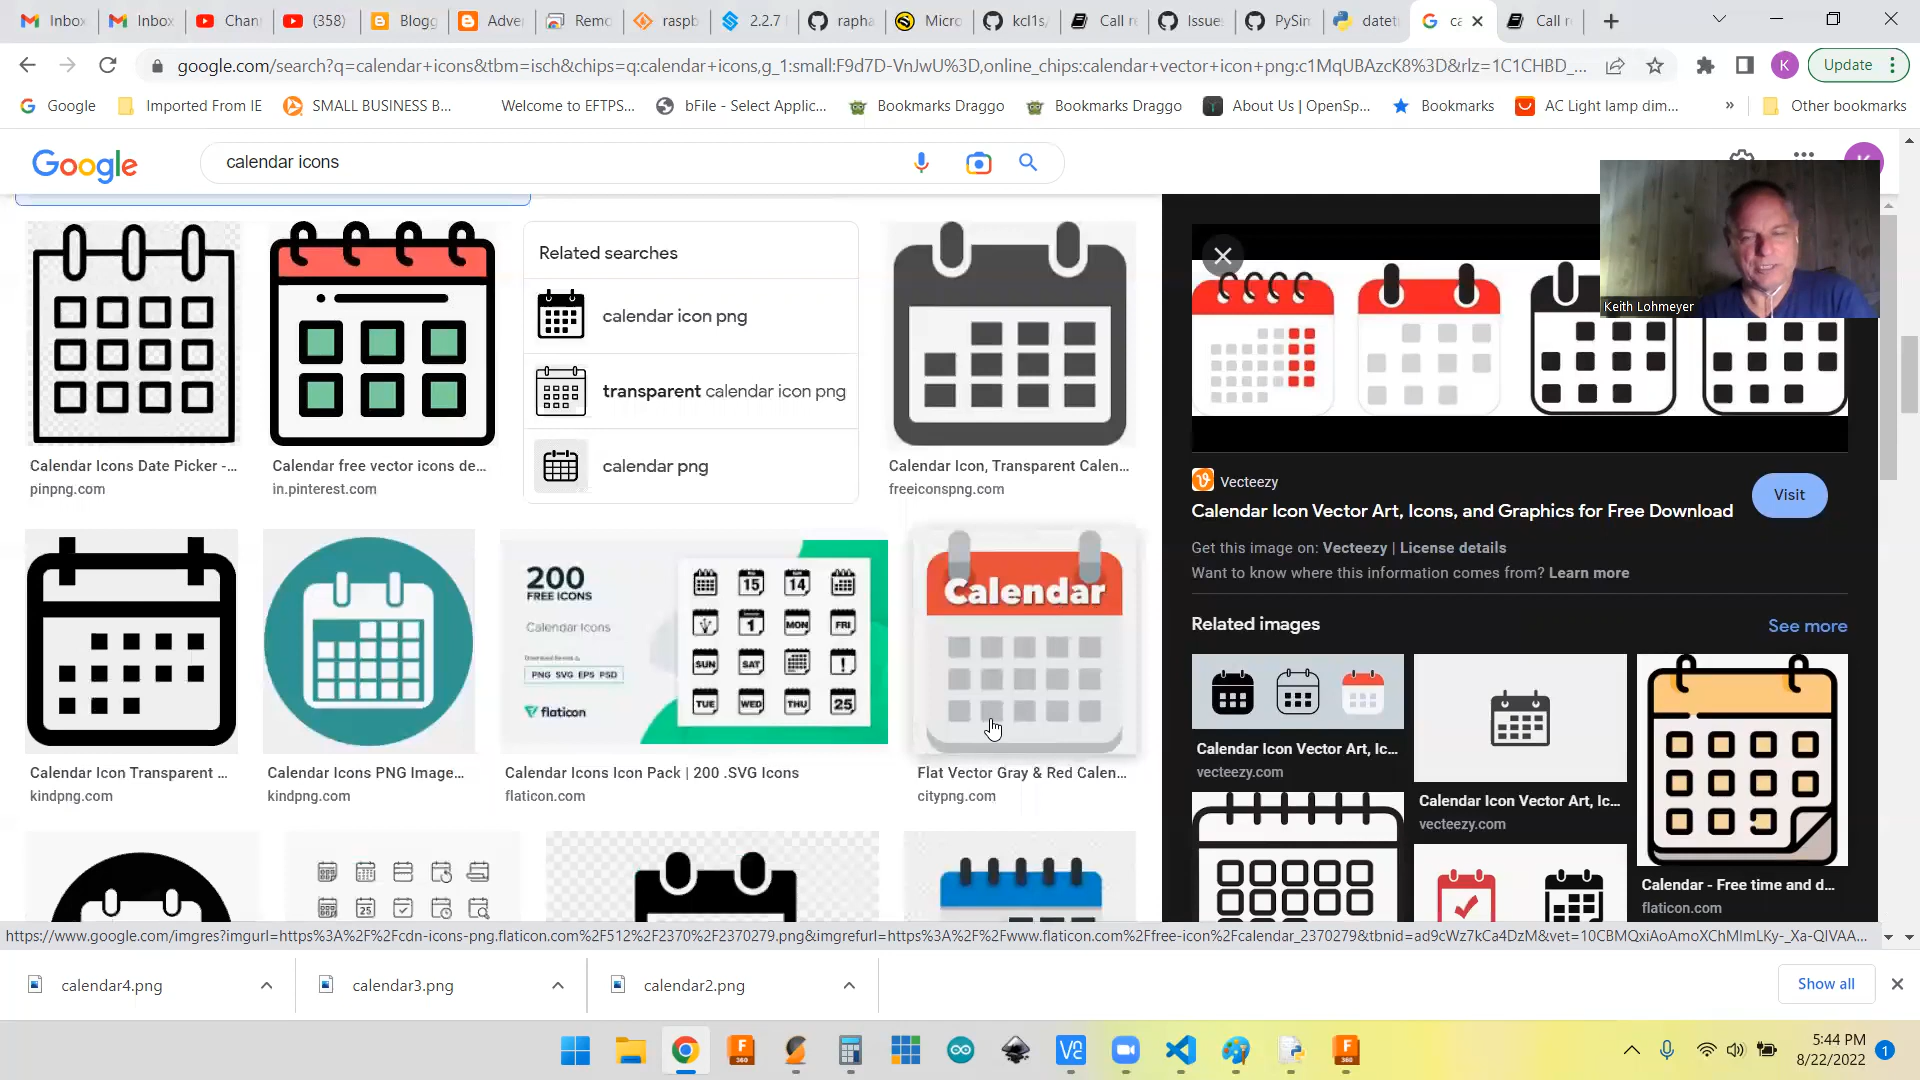 Inbox
Inbox
Chan
(358)
Blogg
Adve
Remo
raspb
2.2.7
rapha
Micro
kcl1s/
Call r
Issue
PySim
datet
ca
Call r
google.com/search?q=calendar+icons&tbm=isch&chips=q:calendar+icons,g_1:small:F9d7D-VnJwU%3D,online_chips:calendar+vector+icon+png:c1MqUBAzcK8%3D&rlz=1C1CHBD_...
K
Update
Google
Imported From IE
SMALL BUSINESS B...
Welcome to EFTPS...
bFile - Select Applic...
Bookmarks Draggo
Bookmarks Draggo
About Us | OpenSp...
Bookmarks
AC Light lamp dim...
»
Other bookmarks
Google
calendar icons
Keith Lohmeyer
Related searches
calendar icon png
transparent calendar icon png
calendar png
Calendar Icons Date Picker -...
pinpng.com
Calendar free vector icons de...
in.pinterest.com
Calendar Icon, Transparent Calen...
freeiconspng.com
200
FREE ICONS
Calendar Icons
PNG SVG EPS PSD
flaticon
15
14
1
MON
FRI
SUN
SAT
!
TUE
WED
THU
25
Calendar
Calendar Icon Transparent ...
kindpng.com
Calendar Icons PNG Image...
kindpng.com
Calendar Icons Icon Pack | 200 .SVG Icons
flaticon.com
Flat Vector Gray & Red Calen...
citypng.com
25
Vecteezy
Visit
Calendar Icon Vector Art, Icons, and Graphics for Free Download
Get this image on: Vecteezy | License details
Want to know where this information comes from? Learn more
Related images
See more
Calendar Icon Vector Art, Ic...
vecteezy.com
Calendar Icon Vector Art, Ic...
vecteezy.com
Calendar - Free time and d...
flaticon.com
https://www.google.com/imgres?imgurl=https%3A%2F%2Fcdn-icons-png.flaticon.com%2F512%2F2370%2F2370279.png&imgrefurl=https%3A%2F%2Fwww.flaticon.com%2Ffree-icon%2Fcalendar_2370279&tbnid=ad9cWz7kCa4DzM&vet=10CBMQxiAoAmoXChMImLKy-_Xa-QIVAA...
calendar4.png
calendar3.png
calendar2.png
Show all
5:44 PM
8/22/2022
1